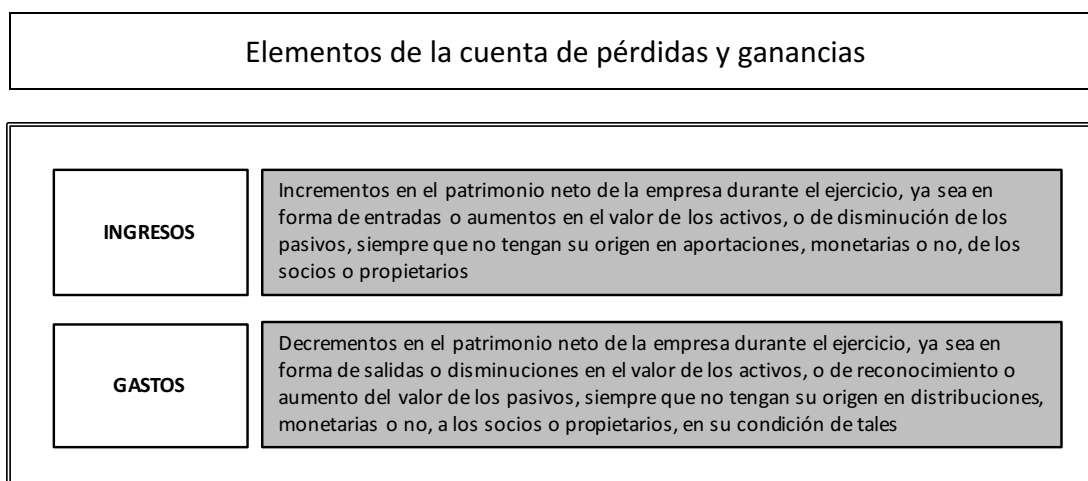 Elementos de la cuenta de pérdidas y ganancias
INGRESOS
Incrementos en el patrimonio neto de la empresa durante el ejercicio, ya sea en
forma de entradas o aumentos en el valor de los activos, o de disminución de los
pasivos, siempre que no tengan su origen en aportaciones, monetarias o no, de los
socios o propietarios
GASTOS
Decrementos en el patrimonio neto de la empresa durante el ejercicio, ya sea en
forma de salidas o disminuciones en el valor de los activos, o de reconocimiento o
aumento del valor de los pasivos, siempre que no tengan su origen en distribuciones,
monetarias o no, a los socios o propietarios, en su condición de tales